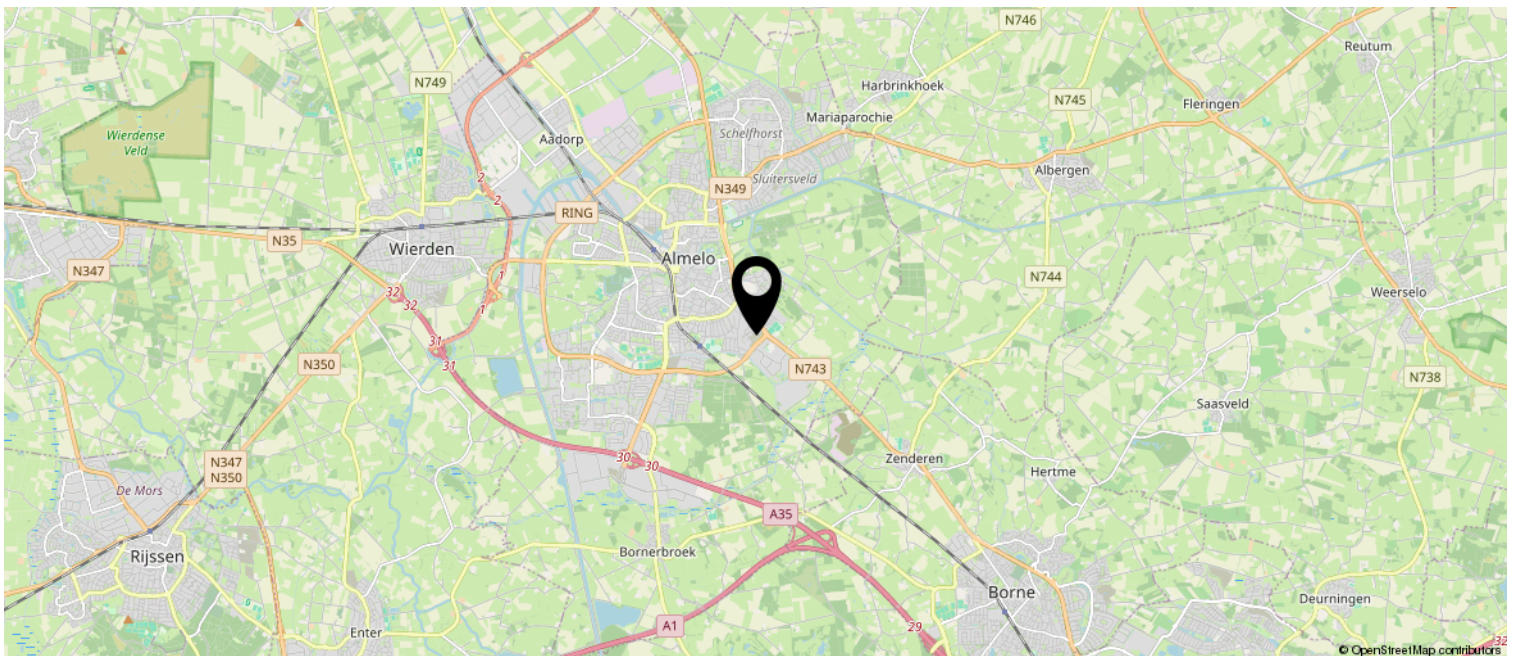 N746
Reutum
N749
Harbrinkhoek
N745
Fleringen
Mariaparochie
Wierdense
Veld
Aadorp
Schelfhorst
Albergen
2
Sluitersveld
N349
2
RING
N35
Wierden
Almelo
N347
1
N744
32
32
1
Weerselo
31
31
N350
N743
N738
Saasveld
30
30
Zenderen
N347
N350
Hertme
De Mors
A35
Rijssen
Bornerbroek
Borne
Deurningen
A1
29
Enter
32
© OpenStreetMap contributors